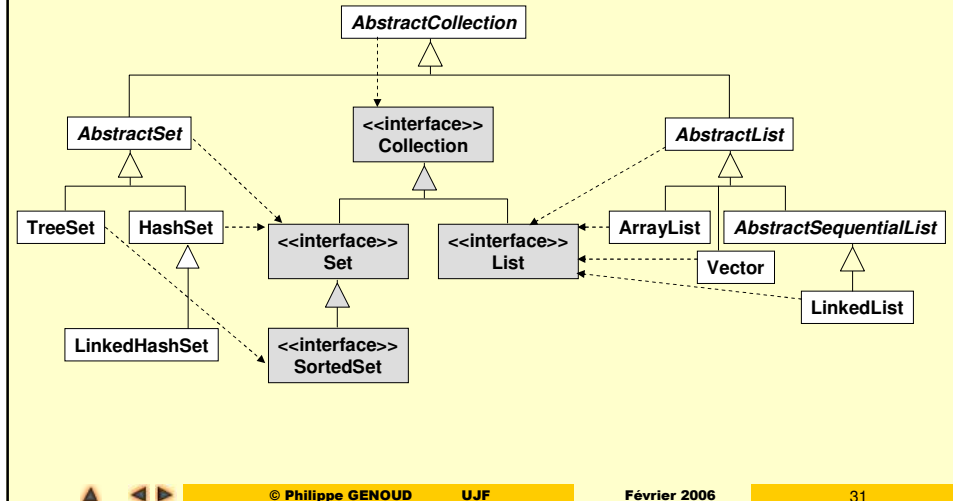 AbstractCollection
<<interface>>
Collection
AbstractSet
AbstractList
TreeSet
HashSet
<<interface>>
Set
<<interface>>
List
ArrayList
AbstractSequentialList
Vector
LinkedList
LinkedHashSet
<<interface>>
SortedSet
© Philippe GENOUD UJF Février 2006 31